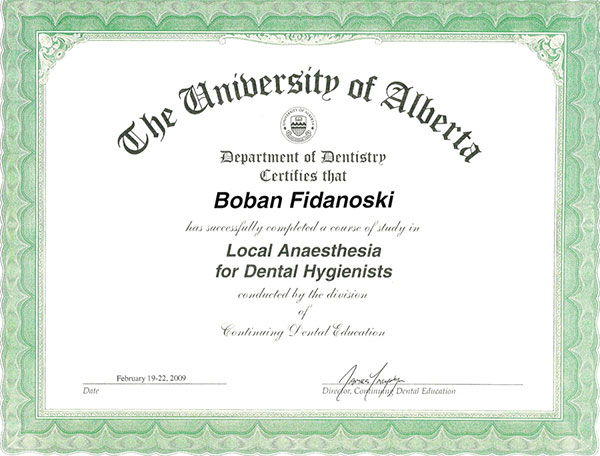 The University of Alberta
Department of Dentistry
Certifies that
Boban Fidanoski
has successfully completed a course of study in
Local Anaesthesia
for Dental Hygienists
conducted by the division
of
Continuing Dental Education
February 19-22, 2009
Date
Director, Continuing Dental Education